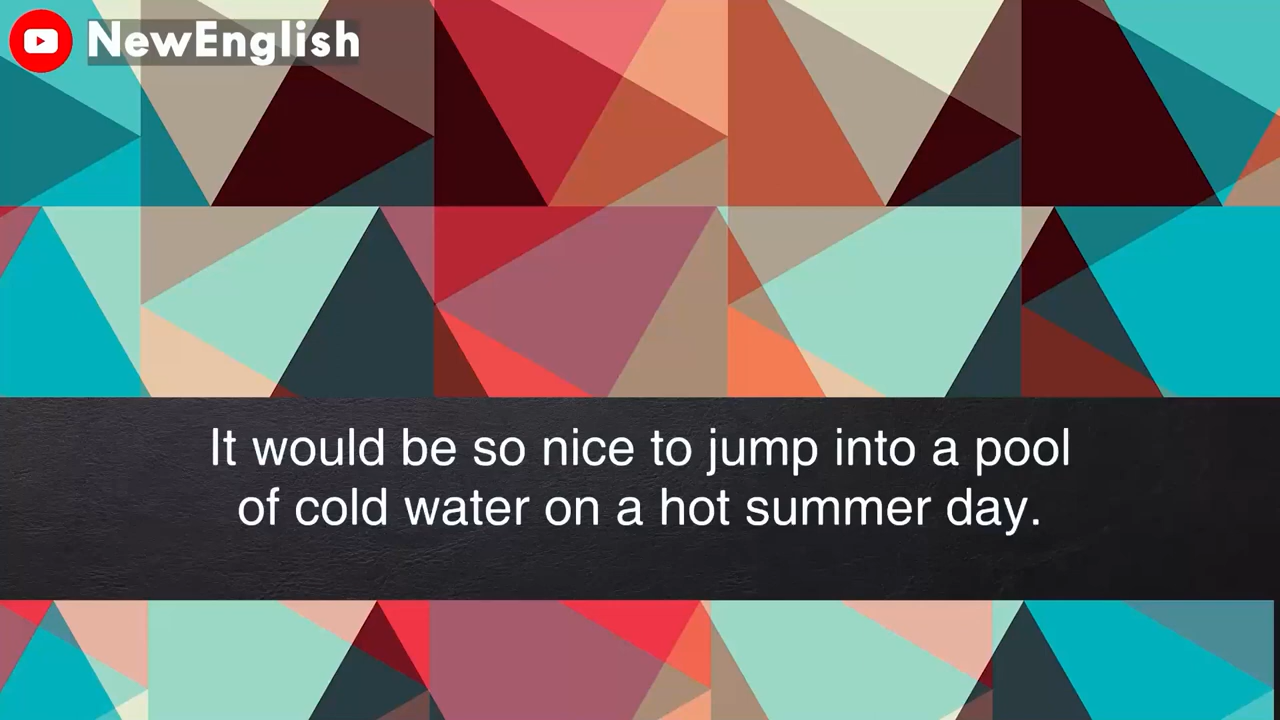 NewEnglish
It would be so nice to jump into a pool
of cold water on a hot summer day.